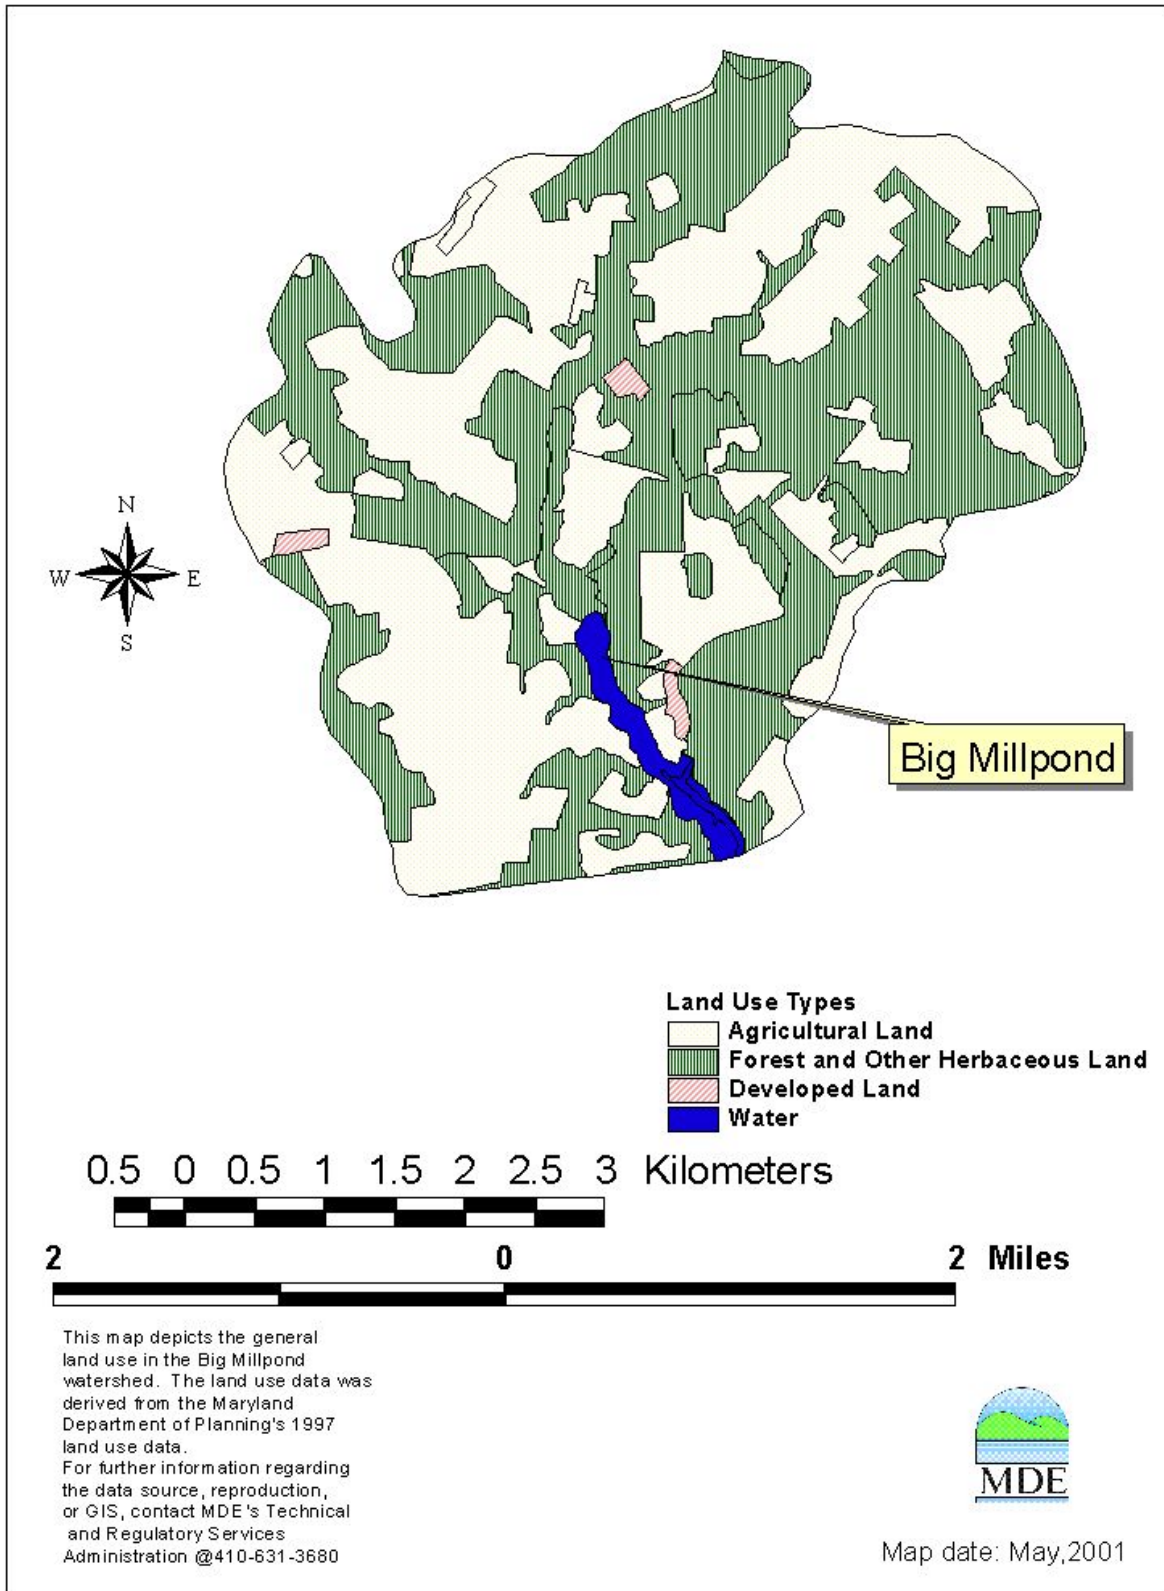 N
W E
S
Big Millpond
Land Use Types
Agricultural Land
Forest and Other Herbaceous Land
Developed Land
Water
0.5 0 0.5 1 1.5 2 2.5 3 Kilometers
2 0 2 Miles
This map depicts the general
land use in the Big Millpond
watershed. The land use data was
derived from the Maryland
Department of Planning's 1997
land use data.
For further information regarding
the data source, reproduction,
or GIS, contact MDE's Technical
and Regulatory Services
Administration @410-631-3680
MDE
Map date: May,2001